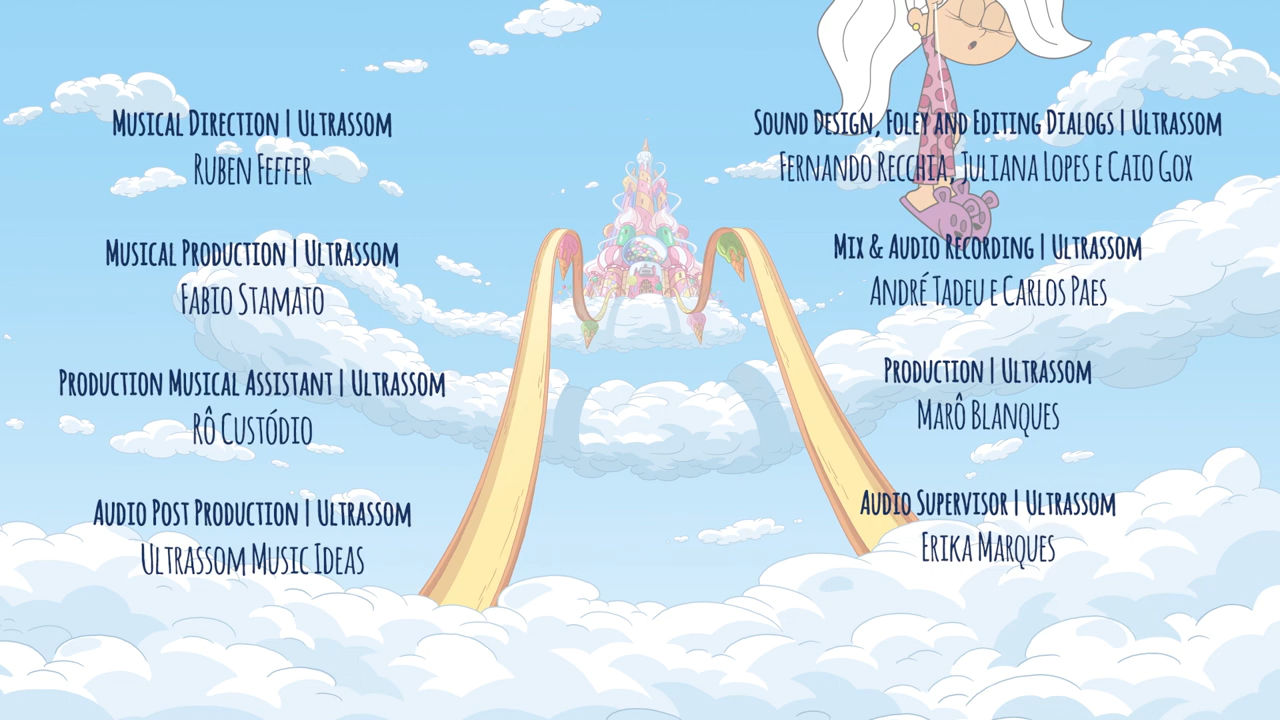 Musical Direction | Ultrassom
Ruben Feffer
Musical Production | Ultrassom
Fabio Stamato
Production Musical Assistant | Ultrassom
Rô Custódio
Audio Post Production | Ultrassom
Ultrassom Music Ideas
Sound Design, Foley and Editing Dialogs | Ultrassom
Fernando Recchia, Juliana Lopes e Caio Gox
Mix & Audio Recording | Ultrassom
André Tadeu e Carlos Paes
Production | Ultrassom
Marô Blanques
Audio Supervisor | Ultrassom
Erika Marques